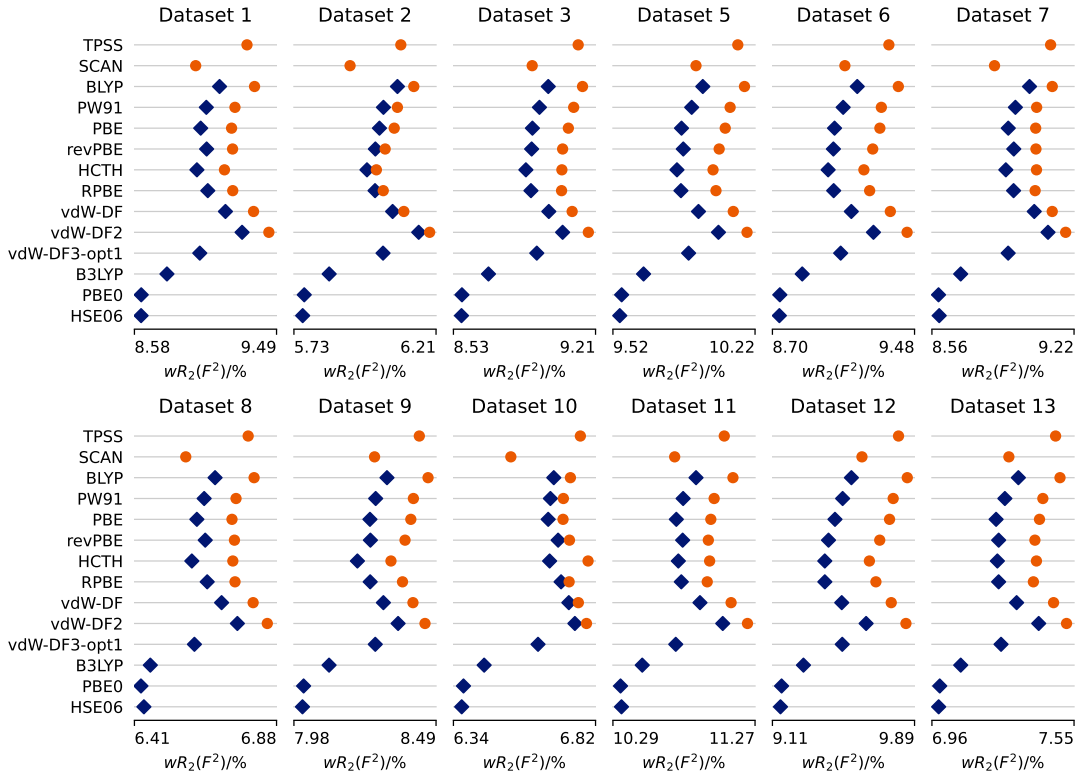 Dataset 1 Dataset 2 Dataset 3 Dataset 5 Dataset 6 Dataset 7
TPSS
SCAN
BLYP
PW91
PBE
revPBE
HCTH
RPBE
vdW-DF
vdW-DF2
vdW-DF3-opt1
B3LYP
PBE0
HSE06
8.58 9.49 5.73 6.21 8.53 9.21 9.52 10.22 8.70 9.48 8.56 9.22
wR₂(F²)/% wR₂(F²)/% wR₂(F²)/% wR₂(F²)/% wR₂(F²)/% wR₂(F²)/%
Dataset 8 Dataset 9 Dataset 10 Dataset 11 Dataset 12 Dataset 13
TPSS
SCAN
BLYP
PW91
PBE
revPBE
HCTH
RPBE
vdW-DF
vdW-DF2
vdW-DF3-opt1
B3LYP
PBE0
HSE06
6.41 6.88 7.98 8.49 6.34 6.82 10.29 11.27 9.11 9.89 6.96 7.55
wR₂(F²)/% wR₂(F²)/% wR₂(F²)/% wR₂(F²)/% wR₂(F²)/% wR₂(F²)/%